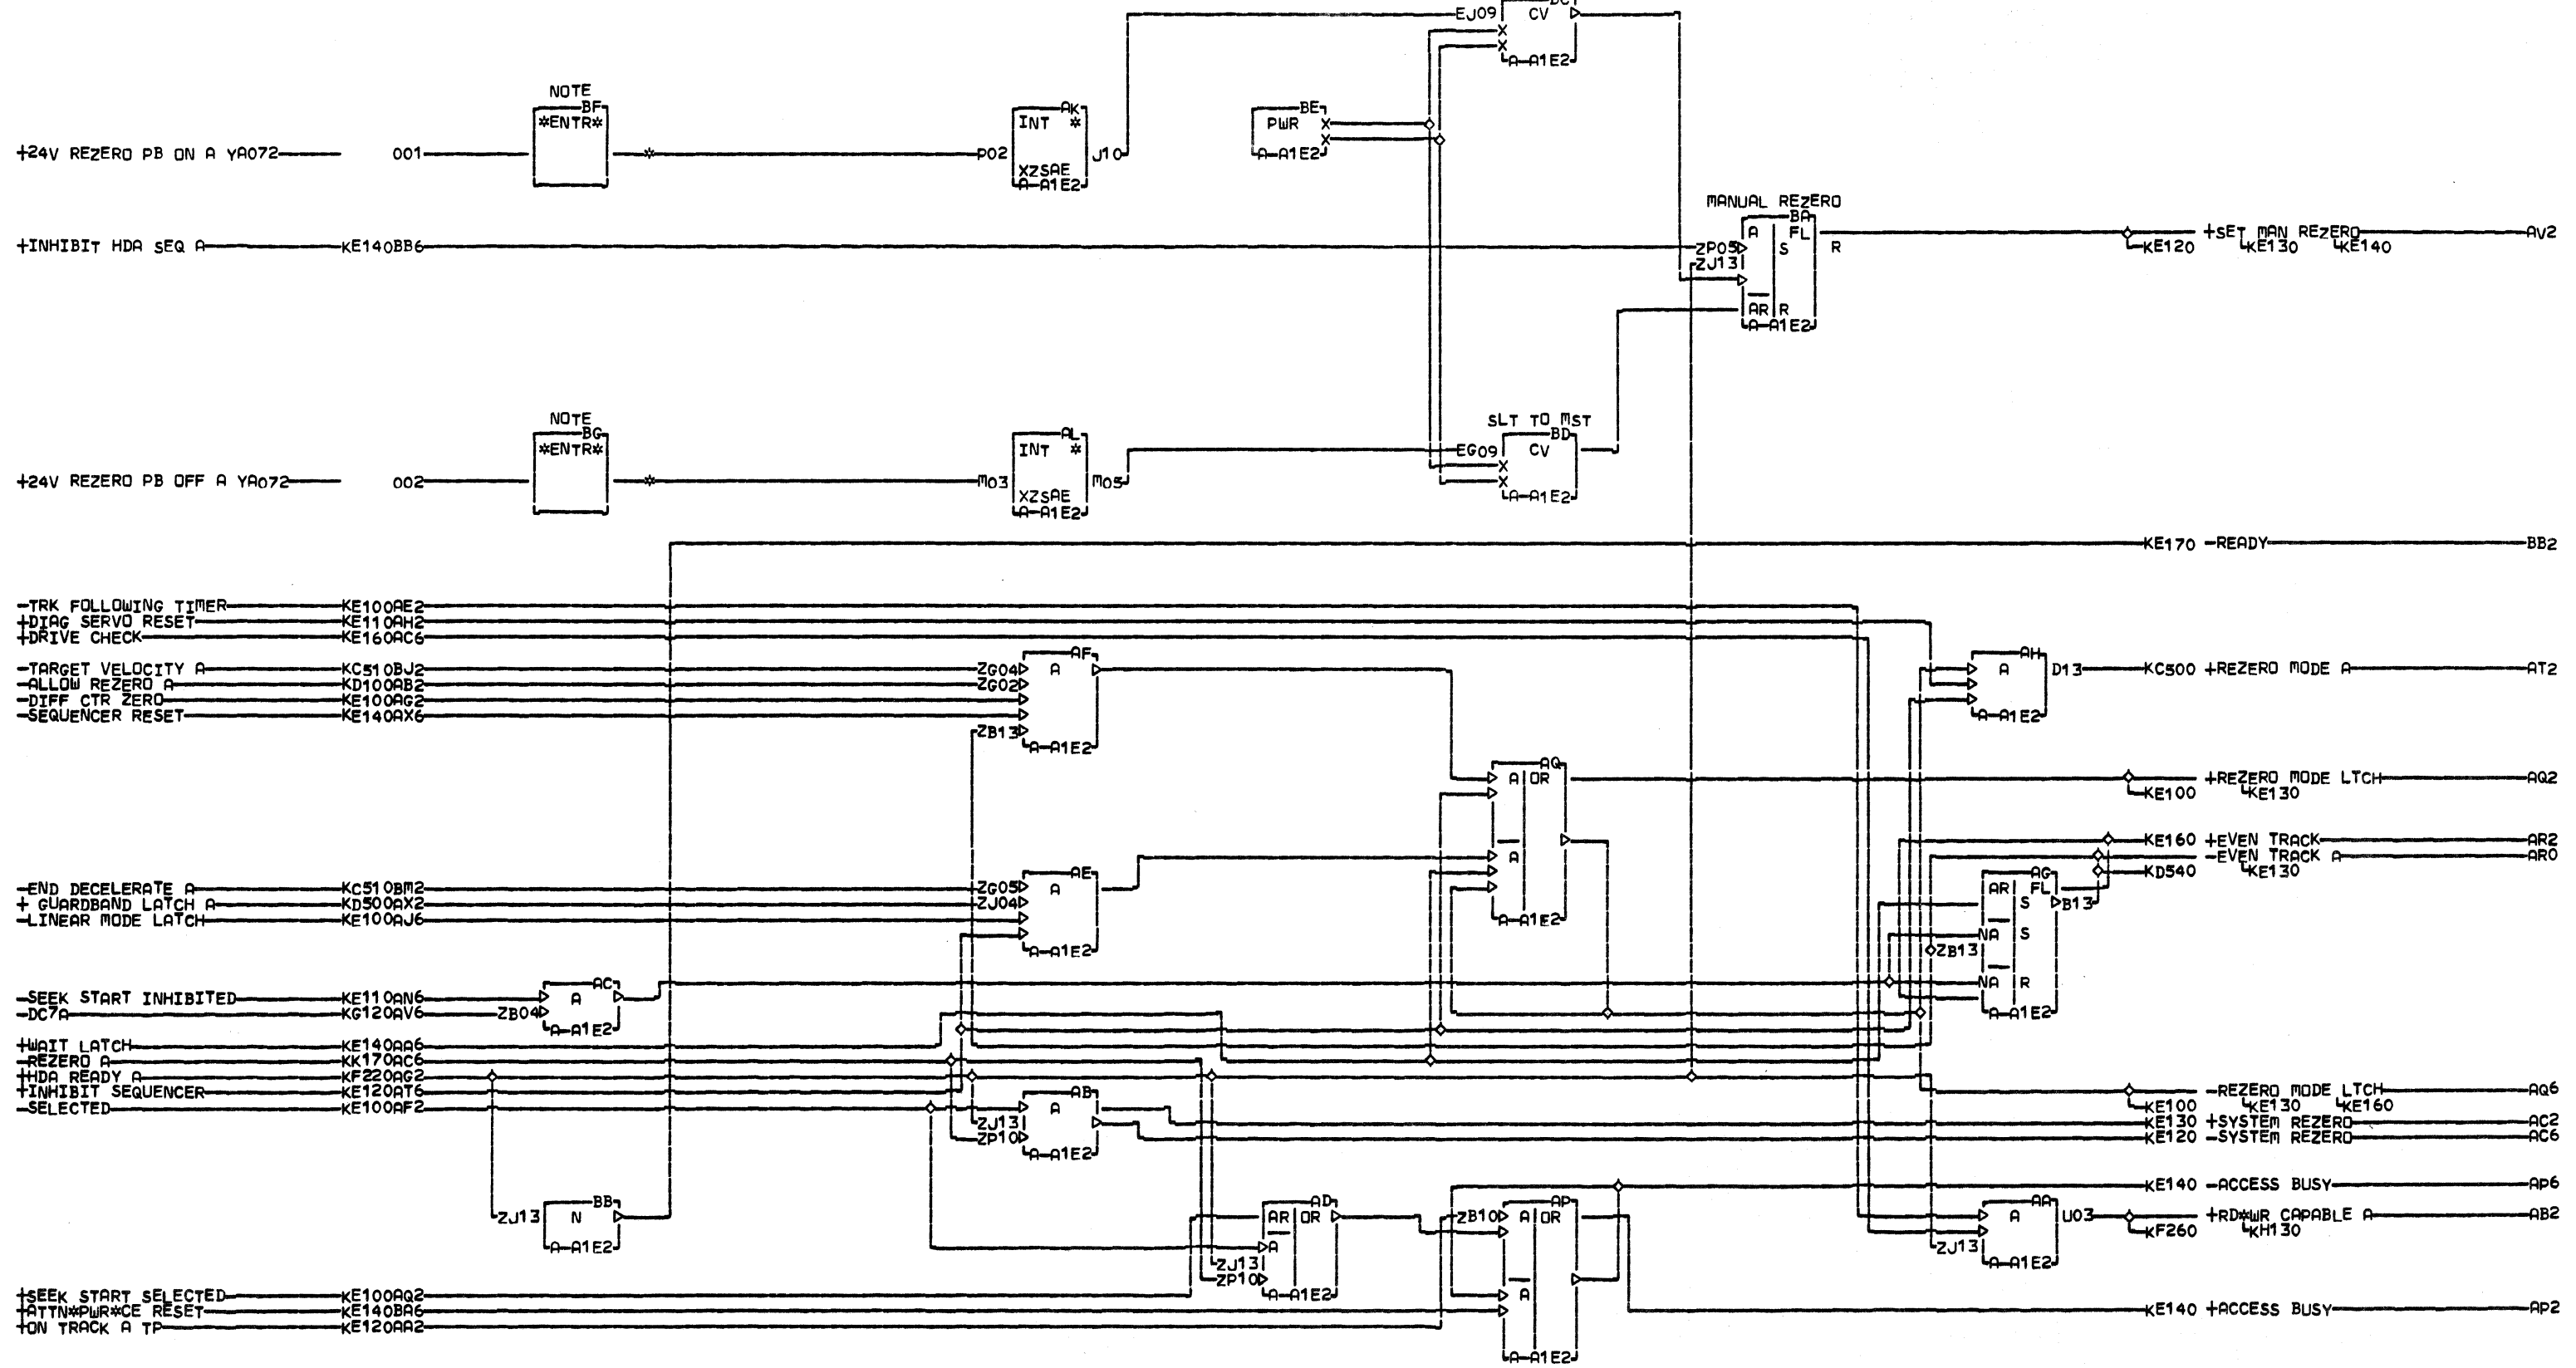 EJ09 CV
A-A1E2
NOTE
BF
*ENTR*
AK
INT *
BE
PWR
+24V REZERO PB ON A YA072 001 * P02 J10 A-A1E2
XZSAE
A-A1E2
MANUAL REZERO
BA
A FL
+SET MAN REZERO AV2
+INHIBIT HDA SEQ A KE140BB6 ZP05 S R KE120 KE130 KE140
ZJ13
AR R
A-A1E2
NOTE SLT TO MST
BG AL BD
*ENTR* INT * EG09 CV
+24V REZERO PB OFF A YA072 002 * M03 M05
XZSAE A-A1E2
A-A1E2
KE170 -READY BB2
-TRK FOLLOWING TIMER KE100AE2
+DIAG SERVO RESET KE110AH2
+DRIVE CHECK KE160AC6
AF AH
-TARGET VELOCITY A KC510BJ2 ZG04 A A D13 KC500 +REZERO MODE A AT2
-ALLOW REZERO A KD100AB2 ZG02
-DIFF CTR ZERO KE100AG2
-SEQUENCER RESET KE140AX6 A-A1E2
ZB13
A-A1E2
AQ
A OR +REZERO MODE LTCH AQ2
KE100 KE130
KE160 +EVEN TRACK AR2
A -EVEN TRACK A AR0
AE AG KD540 KE130
-END DECELERATE A KC510BM2 ZG05 A AR FL
+ GUARDBAND LATCH A KD500AX2 ZJ04 S B13
-LINEAR MODE LATCH KE100AJ6 A-A1E2
NA S
A-A1E2 ZB13
AC NA R
-SEEK START INHIBITED KE110AN6 A
-DC7A KG120AV6 ZB04 A-A1E2
A-A1E2
+WAIT LATCH KE140AA6
-REZERO A KK170AC6
+HDA READY A KF220AG2
+INHIBIT SEQUENCER KE120AT6 AB -REZERO MODE LTCH AQ6
-SELECTED KE100AF2 A KE100 KE130 KE160
ZJ13 KE130 +SYSTEM REZERO AC2
ZP10 KE120 -SYSTEM REZERO AC6
A-A1E2
KE140 -ACCESS BUSY AP6
BB AD AP AA
ZJ13 N AR OR ZB10 A OR A U03 +RD*WR CAPABLE A AB2
KF260 KH130
A-A1E2 A ZJ13
ZJ13 A-A1E2
ZP10
+SEEK START SELECTED KE100AQ2 A-A1E2 A
+ATTN*PWR*CE RESET KE140BA6 KE140 +ACCESS BUSY AP2
+ON TRACK A TP KE120AA2
A-A1E2